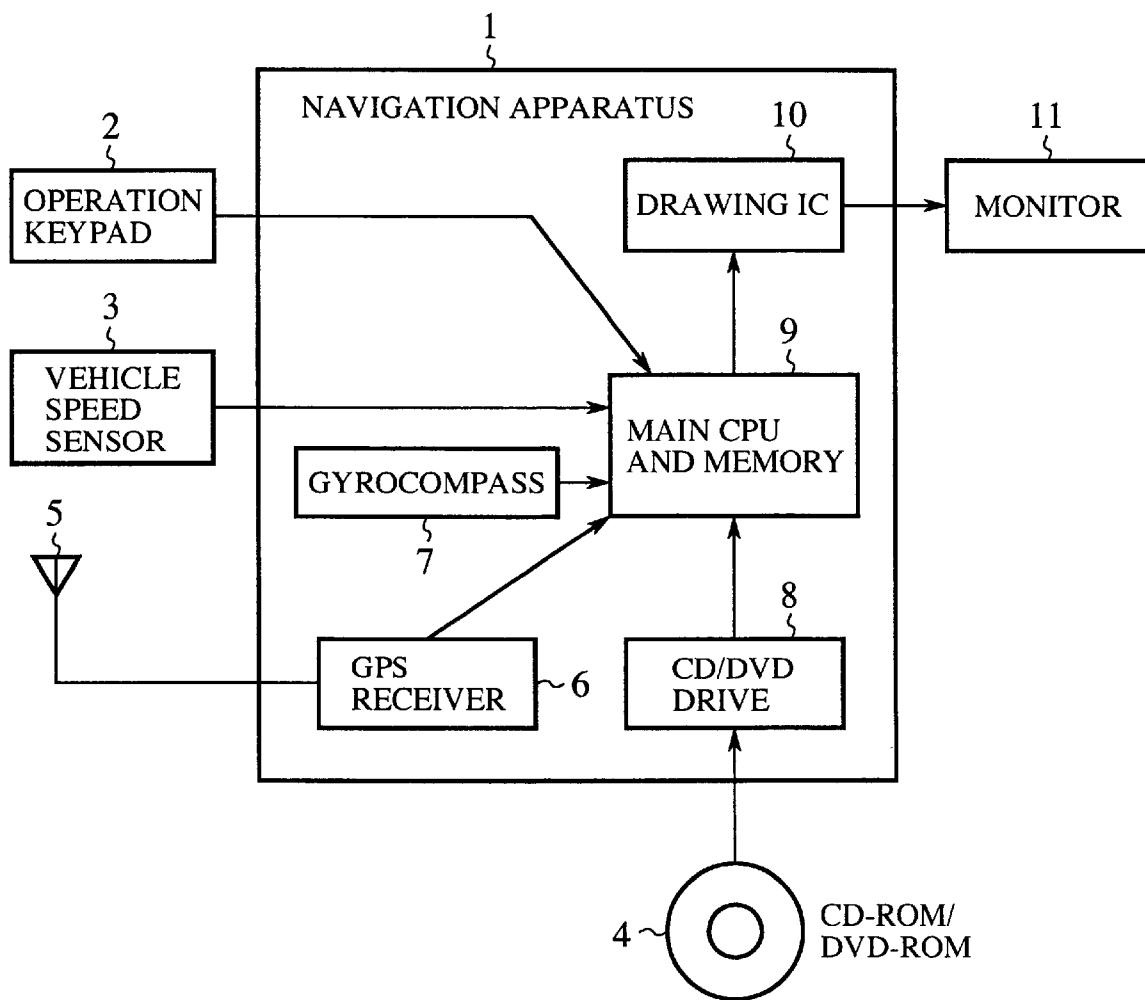 1
NAVIGATION APPARATUS
2
OPERATION
KEYPAD
10
DRAWING IC
11
MONITOR
3
VEHICLE
SPEED
SENSOR
9
MAIN CPU
AND MEMORY
GYROCOMPASS
7
5
GPS
RECEIVER
6
8
CD/DVD
DRIVE
4
CD-ROM/
DVD-ROM